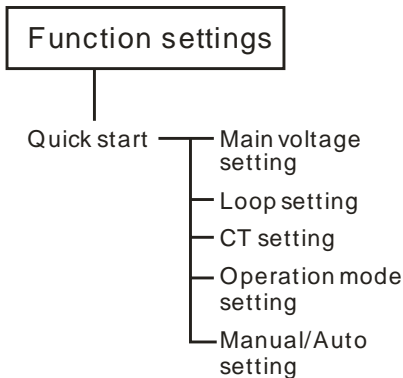 Function settings
Quick start
Main voltage
setting
Loop setting
CT setting
Operation mode
setting
Manual/Auto
setting